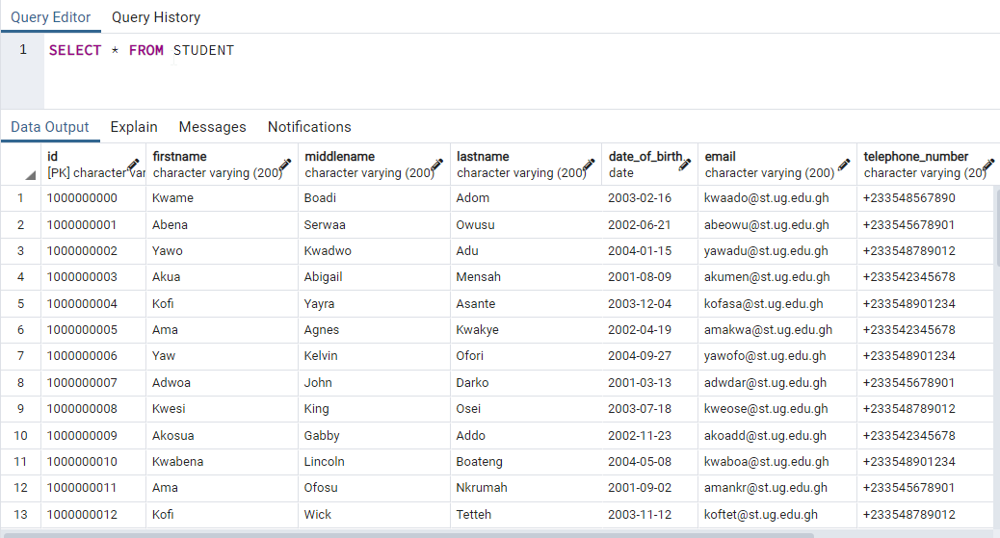 Query Editor Query History
1 SELECT * FROM STUDENT
Data Output Explain Messages Notifications
id firstname middlename lastname date_of_birth email telephone_number
[PK] character var character varying (200) character varying (200) character varying (200) date character varying (200) character varying (20)
1 1000000000 Kwame Boadi Adom 2003-02-16 kwaado@st.ug.edu.gh +233548567890
2 1000000001 Abena Serwaa Owusu 2002-06-21 abeowu@st.ug.edu.gh +233545678901
3 1000000002 Yawo Kwadwo Adu 2004-01-15 yawadu@st.ug.edu.gh +233548789012
4 1000000003 Akua Abigail Mensah 2001-08-09 akumen@st.ug.edu.gh +233542345678
5 1000000004 Kofi Yayra Asante 2003-12-04 kofasa@st.ug.edu.gh +233548901234
6 1000000005 Ama Agnes Kwakye 2002-04-19 amakwa@st.ug.edu.gh +233542345678
7 1000000006 Yaw Kelvin Ofori 2004-09-27 yawofo@st.ug.edu.gh +233548901234
8 1000000007 Adwoa John Darko 2001-03-13 adwdar@st.ug.edu.gh +233545678901
9 1000000008 Kwesi King Osei 2003-07-18 kweose@st.ug.edu.gh +233548789012
10 1000000009 Akosua Gabby Addo 2002-11-23 akoadd@st.ug.edu.gh +233542345678
11 1000000010 Kwabena Lincoln Boateng 2004-05-08 kwaboa@st.ug.edu.gh +233548901234
12 1000000011 Ama Ofosu Nkrumah 2001-09-02 amankr@st.ug.edu.gh +233545678901
13 1000000012 Kofi Wick Tetteh 2003-11-12 koftet@st.ug.edu.gh +233548789012